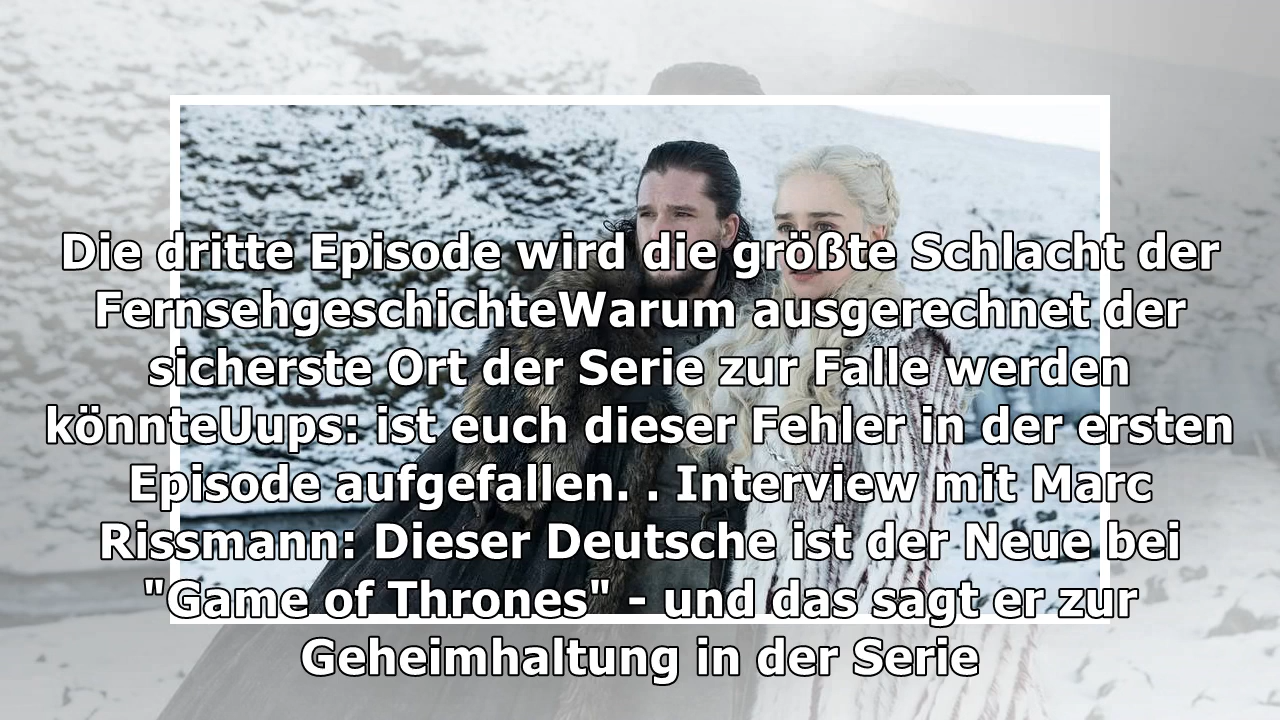 Die dritte Episode wird die größte Schlacht der
FernsehgeschichteWarum ausgerechnet der
sicherste Ort der Serie zur Falle werden
könnteUups: ist euch dieser Fehler in der ersten
Episode aufgefallen. . Interview mit Marc
Rissmann: Dieser Deutsche ist der Neue bei
"Game of Thrones" - und das sagt er zur
Geheimhaltung in der Serie